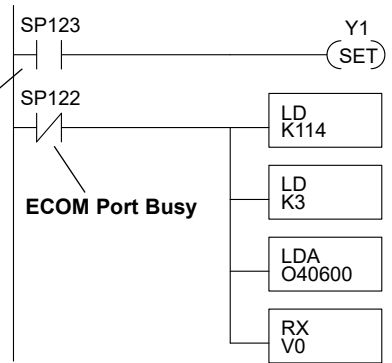 SP123
Y1
SET
SP122
LD
K114
ECOM Port Busy
LD
K3
LDA
O40600
RX
V0